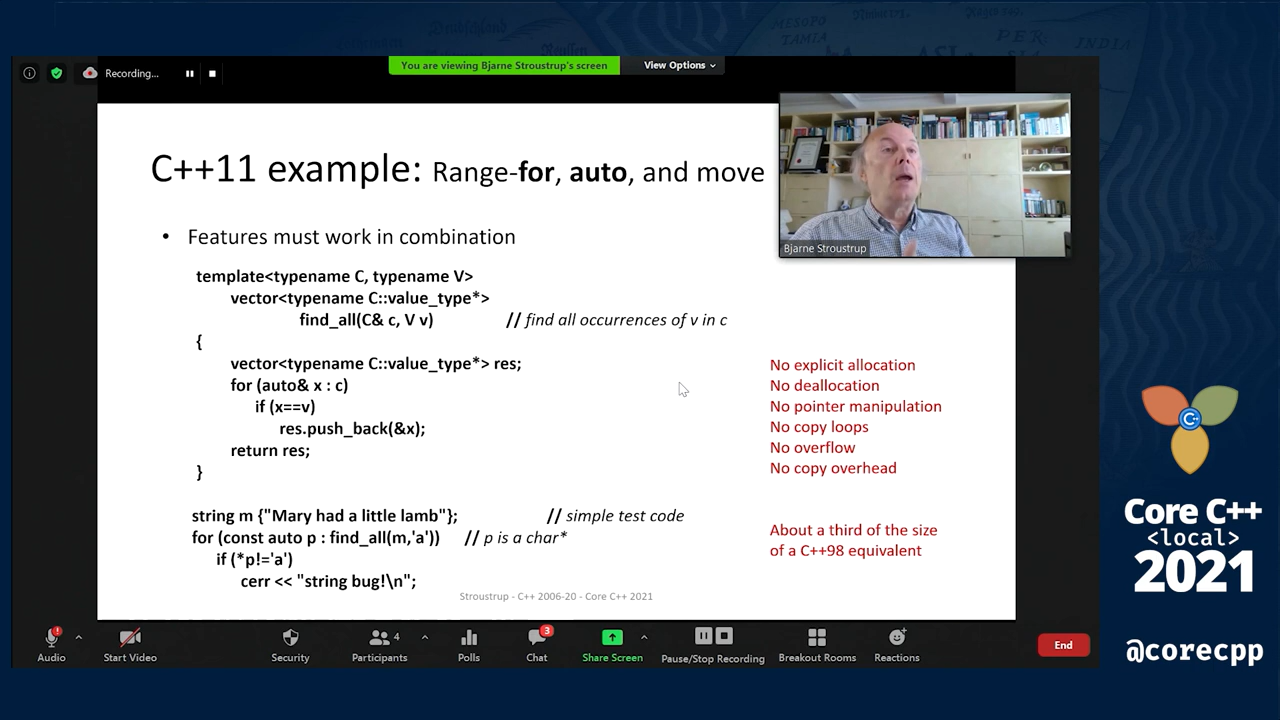 MESOPO
TAMIA
PER
INDIA
Recording...
You are viewing Bjarne Stroustrup's screen
View Options
C++11 example: Range-for, auto, and move
Bjarne Stroustrup
• Features must work in combination
template<typename C, typename V>
vector<typename C::value_type*>
find_all(C& c, V v) // find all occurrences of v in c
{
vector<typename C::value_type*> res;
for (auto& x : c)
if (x==v)
res.push_back(&x);
return res;
}
No explicit allocation
No deallocation
No pointer manipulation
No copy loops
No overflow
No copy overhead
string m {"Mary had a little lamb"}; // simple test code
for (const auto p : find_all(m,'a')) // p is a char*
if (*p!='a')
cerr << "string bug!\n";
About a third of the size
of a C++98 equivalent
Stroustrup - C++ 2006-20 - Core C++ 2021
C++
Core C++
<local>
2021
@corecpp
Audio
Start Video
Security
4
Participants
Polls
3
Chat
Share Screen
Pause/Stop Recording
Breakout Rooms
Reactions
End